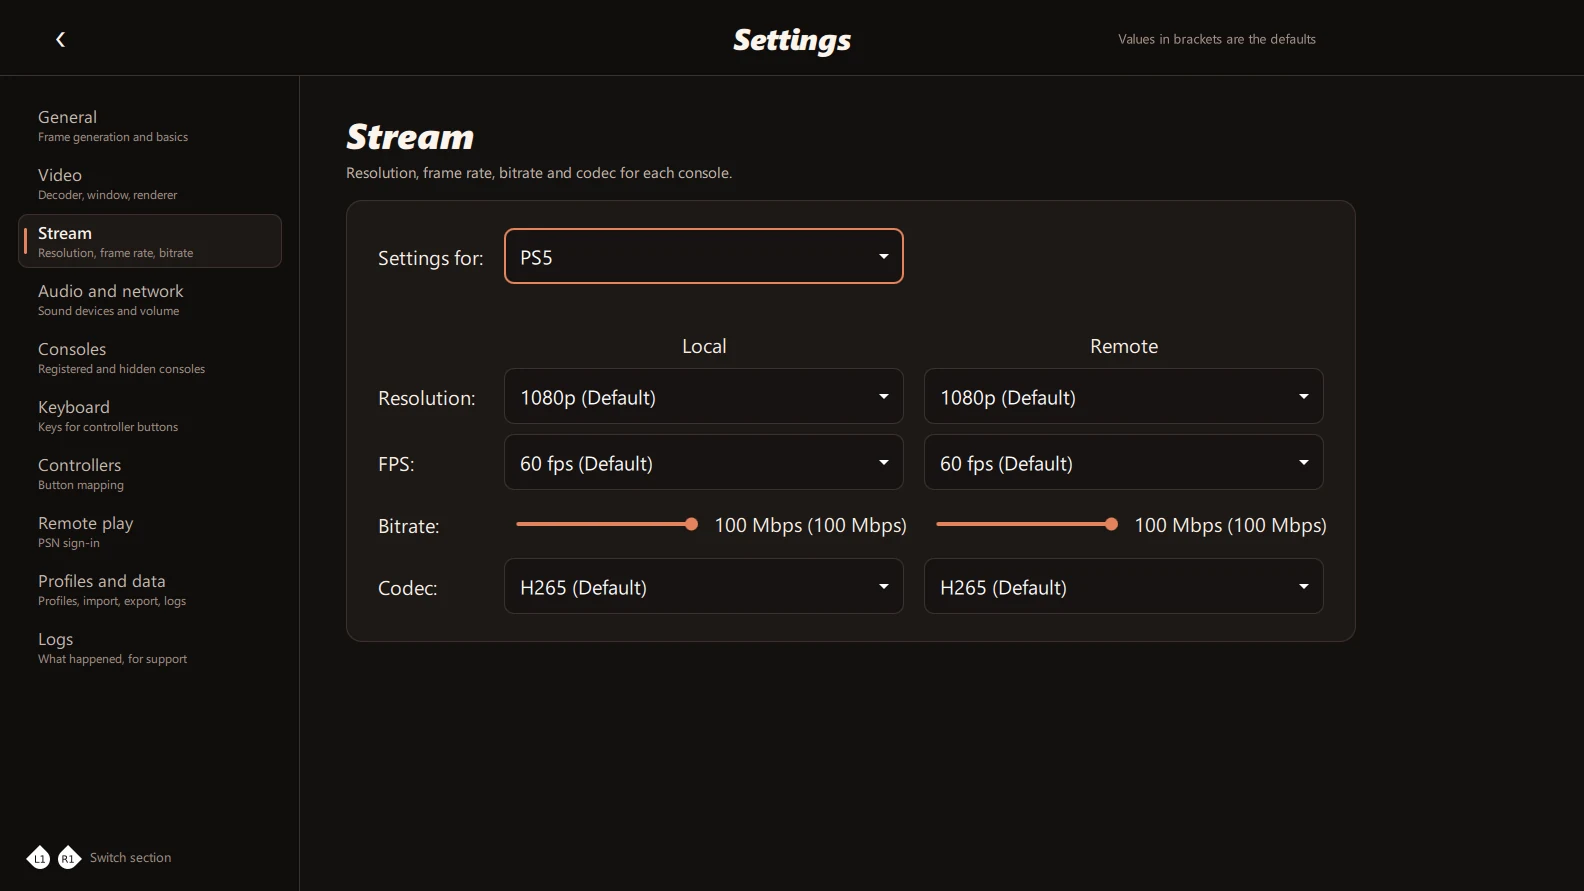 Settings
Values in brackets are the defaults
General
Frame generation and basics
Video
Decoder, window, renderer
Stream
Resolution, frame rate, bitrate
Audio and network
Sound devices and volume
Consoles
Registered and hidden consoles
Keyboard
Keys for controller buttons
Controllers
Button mapping
Remote play
PSN sign-in
Profiles and data
Profiles, import, export, logs
Logs
What happened, for support
L1 R1 Switch section
Stream
Resolution, frame rate, bitrate and codec for each console.
Settings for: PS5
Local Remote
Resolution: 1080p (Default) 1080p (Default)
FPS: 60 fps (Default) 60 fps (Default)
Bitrate: 100 Mbps (100 Mbps) 100 Mbps (100 Mbps)
Codec: H265 (Default) H265 (Default)